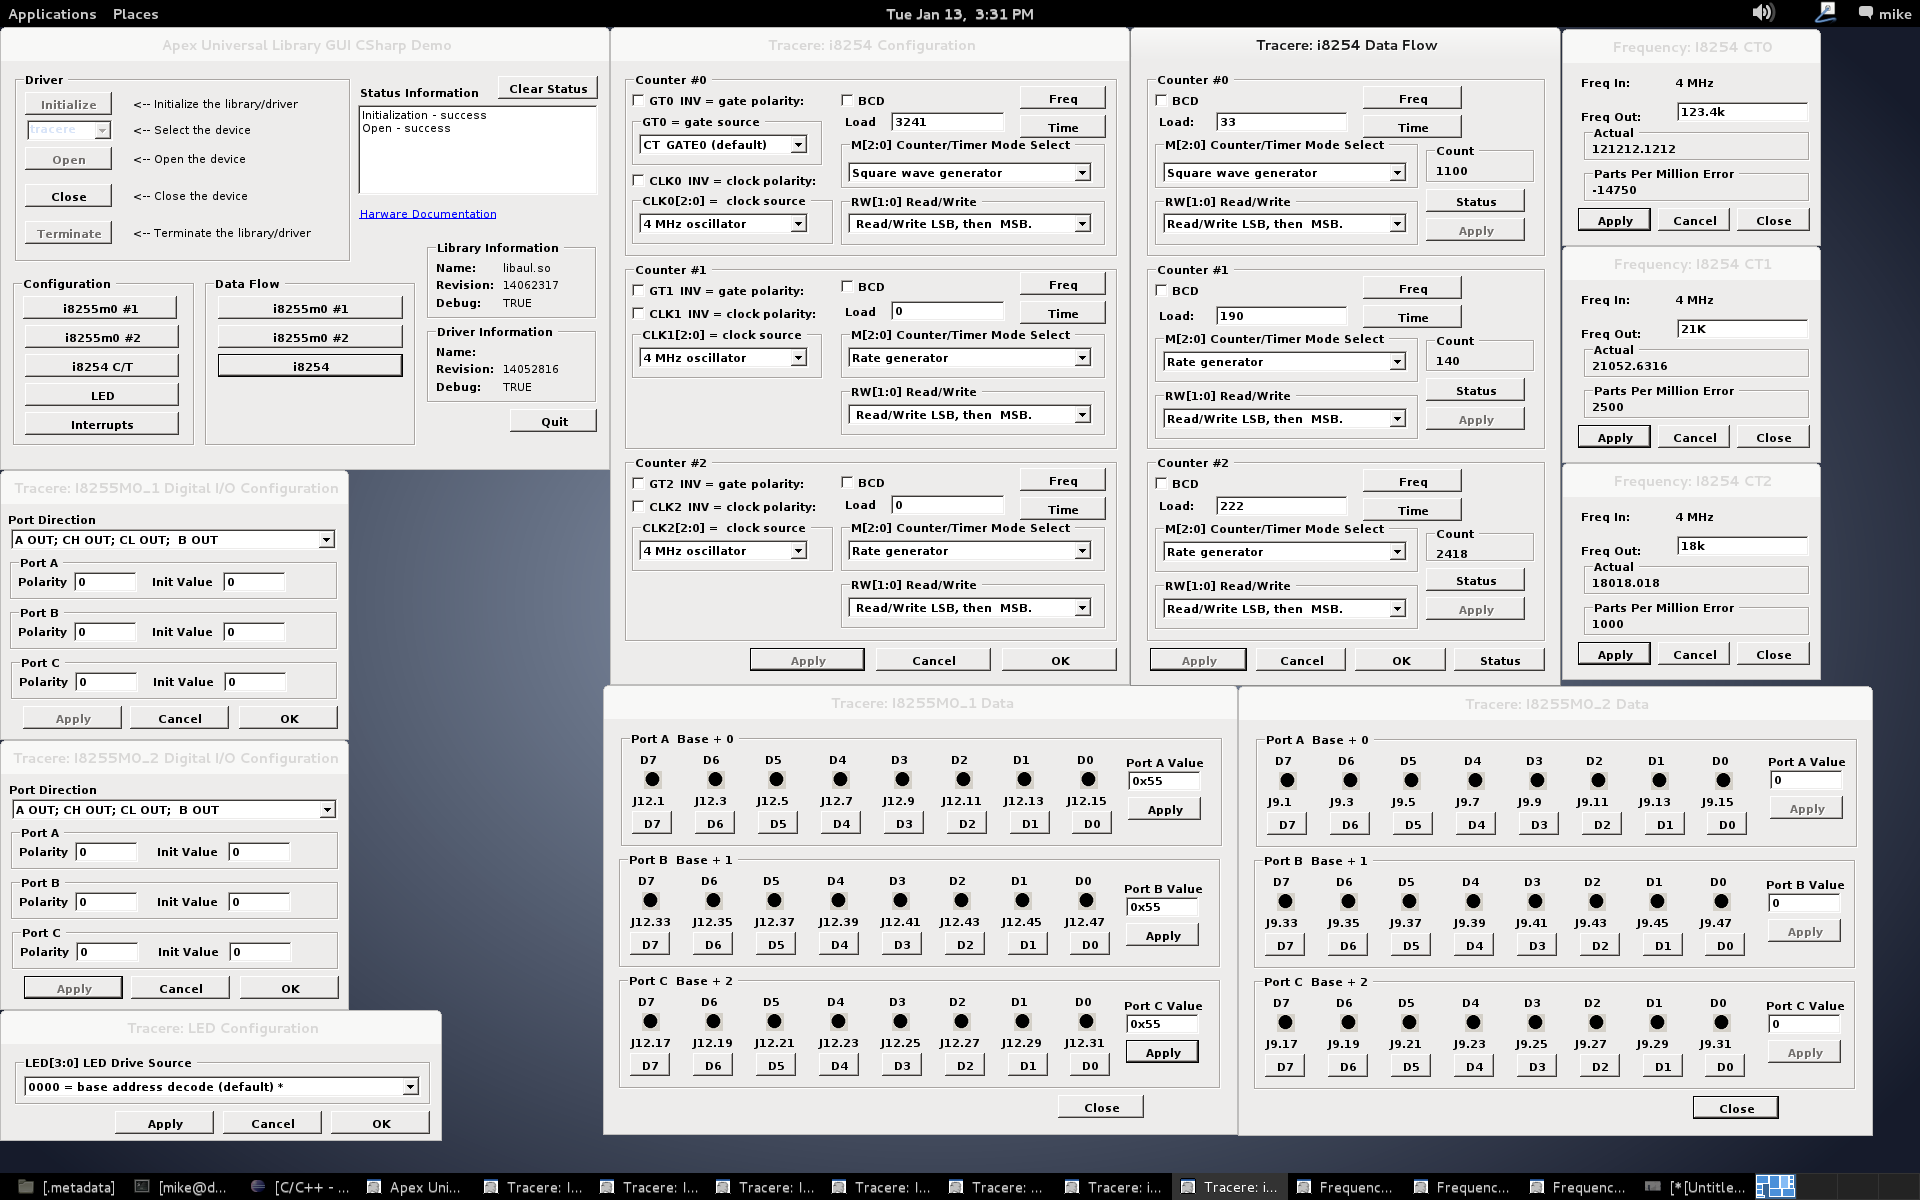 Applications Places
Tue Jan 13, 3:31 PM
mike
Apex Universal Library GUI CSharp Demo
Driver
Initialize <-- Initialize the library/driver
tracere <-- Select the device
Open <-- Open the device
Close <-- Close the device
Terminate <-- Terminate the library/driver
Status Information Clear Status
Initialization - success
Open - success
Harware Documentation
Library Information
Name: libaul.so
Revision: 14062317
Debug: TRUE
Driver Information
Name:
Revision: 14052816
Debug: TRUE
Quit
Configuration
i8255m0 #1
i8255m0 #2
i8254 C/T
LED
Interrupts
Data Flow
i8255m0 #1
i8255m0 #2
i8254
Tracere: i8254 Configuration
Counter #0
GT0 INV = gate polarity:
GT0 = gate source
CT GATE0 (default)
CLK0 INV = clock polarity:
CLK0[2:0] = clock source
4 MHz oscillator
BCD
Load 3241
Freq
Time
M[2:0] Counter/Timer Mode Select
Square wave generator
RW[1:0] Read/Write
Read/Write LSB, then MSB.
Counter #1
GT1 INV = gate polarity:
CLK1 INV = clock polarity:
CLK1[2:0] = clock source
4 MHz oscillator
BCD
Load 0
Freq
Time
M[2:0] Counter/Timer Mode Select
Rate generator
RW[1:0] Read/Write
Read/Write LSB, then MSB.
Counter #2
GT2 INV = gate polarity:
CLK2 INV = clock polarity:
CLK2[2:0] = clock source
4 MHz oscillator
BCD
Load 0
Freq
Time
M[2:0] Counter/Timer Mode Select
Rate generator
RW[1:0] Read/Write
Read/Write LSB, then MSB.
Apply Cancel OK
Tracere: i8254 Data Flow
Counter #0
BCD
Load: 33
Freq
Time
M[2:0] Counter/Timer Mode Select
Square wave generator
RW[1:0] Read/Write
Read/Write LSB, then MSB.
Count
1100
Status
Apply
Counter #1
BCD
Load: 190
Freq
Time
M[2:0] Counter/Timer Mode Select
Rate generator
RW[1:0] Read/Write
Read/Write LSB, then MSB.
Count
140
Status
Apply
Counter #2
BCD
Load: 222
Freq
Time
M[2:0] Counter/Timer Mode Select
Rate generator
RW[1:0] Read/Write
Read/Write LSB, then MSB.
Count
2418
Status
Apply
Apply Cancel OK Status
Frequency: I8254 CT0
Freq In: 4 MHz
Freq Out: 123.4k
Actual
121212.1212
Parts Per Million Error
-14750
Apply Cancel Close
Frequency: I8254 CT1
Freq In: 4 MHz
Freq Out: 21K
Actual
21052.6316
Parts Per Million Error
2500
Apply Cancel Close
Frequency: I8254 CT2
Freq In: 4 MHz
Freq Out: 18k
Actual
18018.018
Parts Per Million Error
1000
Apply Cancel Close
Tracere: I8255M0_1 Digital I/O Configuration
Port Direction
A OUT; CH OUT; CL OUT; B OUT
Port A
Polarity 0 Init Value 0
Port B
Polarity 0 Init Value 0
Port C
Polarity 0 Init Value 0
Apply Cancel OK
Tracere: I8255M0_2 Digital I/O Configuration
Port Direction
A OUT; CH OUT; CL OUT; B OUT
Port A
Polarity 0 Init Value 0
Port B
Polarity 0 Init Value 0
Port C
Polarity 0 Init Value 0
Apply Cancel OK
Tracere: LED Configuration
LED[3:0] LED Drive Source
0000 = base address decode (default) *
Apply Cancel OK
Tracere: I8255M0_1 Data
Port A Base + 0
D7 D6 D5 D4 D3 D2 D1 D0
J12.1 J12.3 J12.5 J12.7 J12.9 J12.11 J12.13 J12.15
D7 D6 D5 D4 D3 D2 D1 D0
Port A Value
0x55
Apply
Port B Base + 1
D7 D6 D5 D4 D3 D2 D1 D0
J12.33 J12.35 J12.37 J12.39 J12.41 J12.43 J12.45 J12.47
D7 D6 D5 D4 D3 D2 D1 D0
Port B Value
0x55
Apply
Port C Base + 2
D7 D6 D5 D4 D3 D2 D1 D0
J12.17 J12.19 J12.21 J12.23 J12.25 J12.27 J12.29 J12.31
D7 D6 D5 D4 D3 D2 D1 D0
Port C Value
0x55
Apply
Close
Tracere: I8255M0_2 Data
Port A Base + 0
D7 D6 D5 D4 D3 D2 D1 D0
J9.1 J9.3 J9.5 J9.7 J9.9 J9.11 J9.13 J9.15
D7 D6 D5 D4 D3 D2 D1 D0
Port A Value
0
Apply
Port B Base + 1
D7 D6 D5 D4 D3 D2 D1 D0
J9.33 J9.35 J9.37 J9.39 J9.41 J9.43 J9.45 J9.47
D7 D6 D5 D4 D3 D2 D1 D0
Port B Value
0
Apply
Port C Base + 2
D7 D6 D5 D4 D3 D2 D1 D0
J9.17 J9.19 J9.21 J9.23 J9.25 J9.27 J9.29 J9.31
D7 D6 D5 D4 D3 D2 D1 D0
Port C Value
0
Apply
Close
[.metadata] [mike@d... [C/C++ - ... Apex Uni... Tracere: I... Tracere: I... Tracere: I... Tracere: I... Tracere: ... Tracere: i... Tracere: i... Frequenc... Frequenc... Frequenc... [*[Untitle...